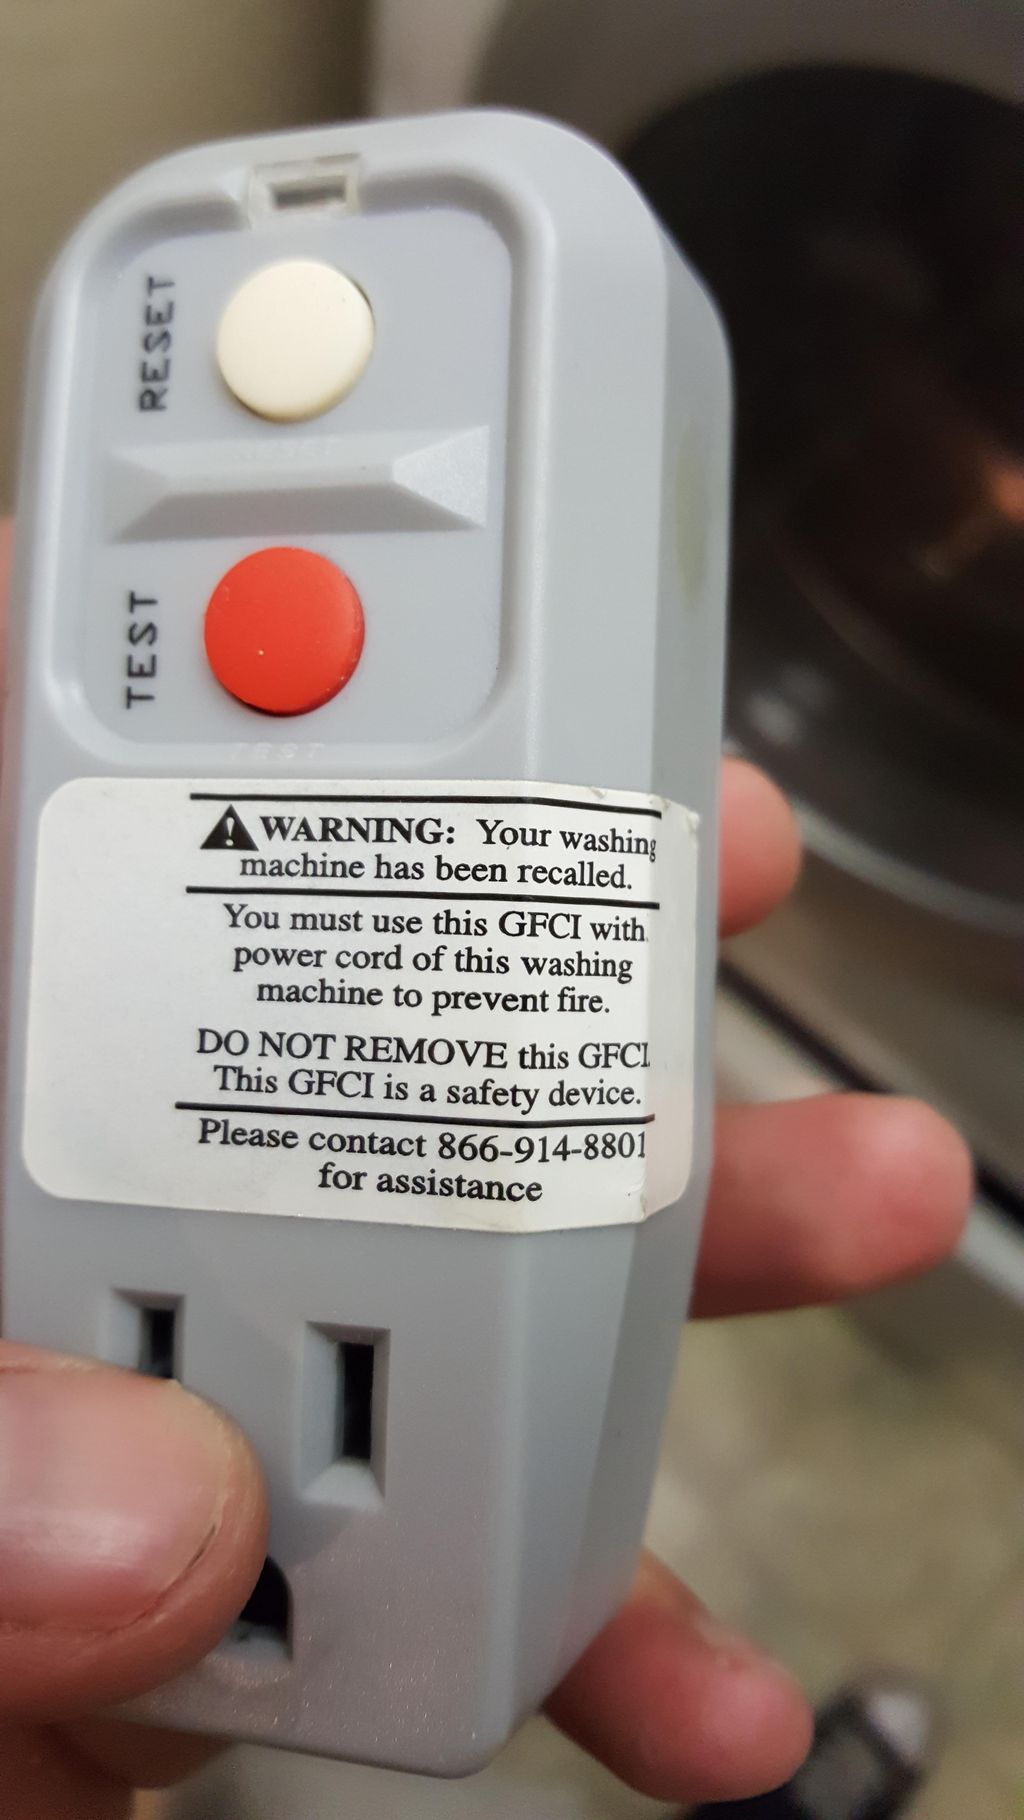 RESET
TEST
TEST
WARNING: Your washing
machine has been recalled.
You must use this GFCI with
power cord of this washing
machine to prevent fire.
DO NOT REMOVE this GFCI.
This GFCI is a safety device.
Please contact 866-914-8801
for assistance